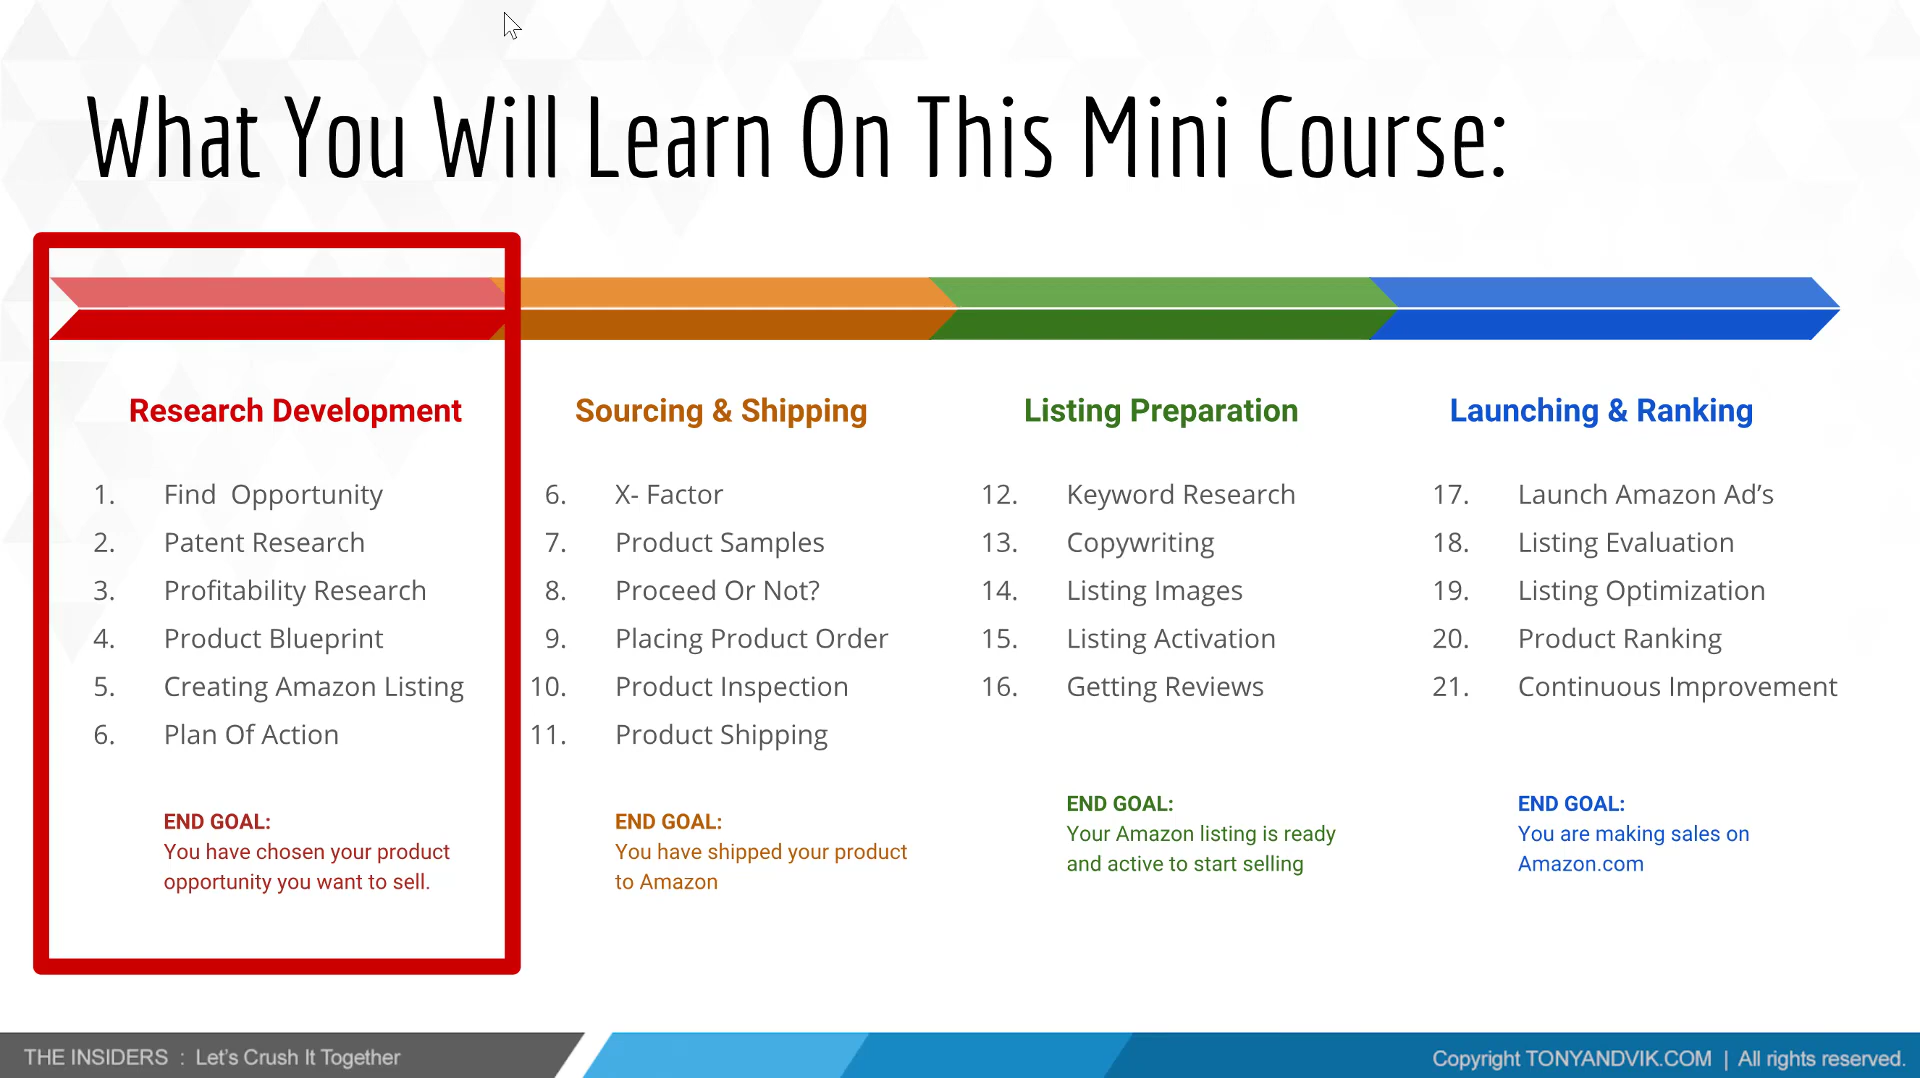 What You Will Learn On This Mini Course:
Research Development
1. Find Opportunity
2. Patent Research
3. Profitability Research
4. Product Blueprint
5. Creating Amazon Listing
6. Plan Of Action
END GOAL:
You have chosen your product
opportunity you want to sell.
Sourcing & Shipping
6. X- Factor
7. Product Samples
8. Proceed Or Not?
9. Placing Product Order
10. Product Inspection
11. Product Shipping
END GOAL:
You have shipped your product
to Amazon
Listing Preparation
12. Keyword Research
13. Copywriting
14. Listing Images
15. Listing Activation
16. Getting Reviews
END GOAL:
Your Amazon listing is ready
and active to start selling
Launching & Ranking
17. Launch Amazon Ad’s
18. Listing Evaluation
19. Listing Optimization
20. Product Ranking
21. Continuous Improvement
END GOAL:
You are making sales on
Amazon.com
THE INSIDERS : Let's Crush It Together
Copyright TONYANDVIK.COM | All rights reserved.